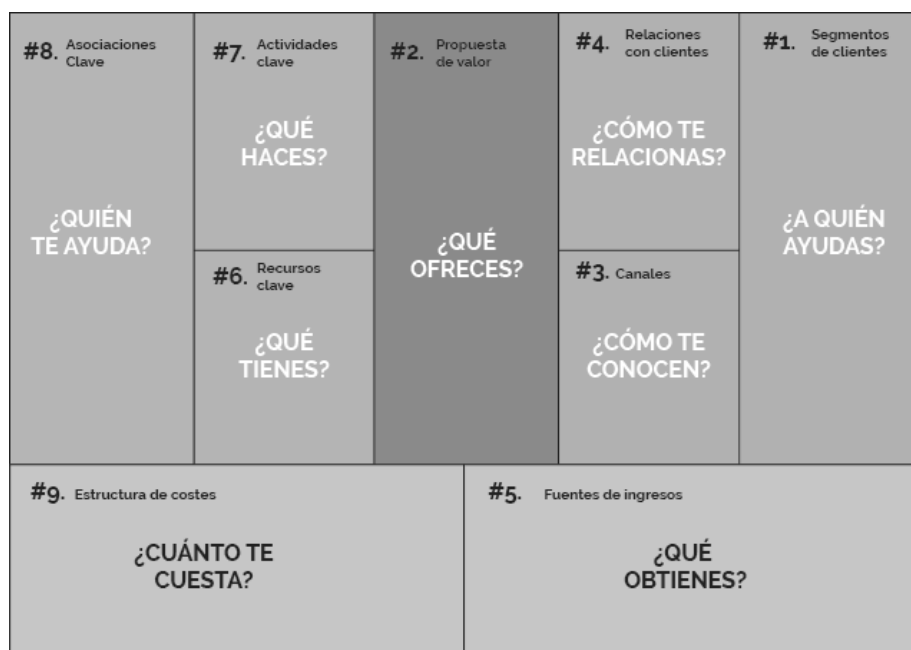 #8. Asociaciones
Clave
¿QUIÉN
TE AYUDA?
#7. Actividades
clave
¿QUÉ
HACES?
#6. Recursos
clave
¿QUÉ
TIENES?
#2. Propuesta
de valor
¿QUÉ
OFRECES?
#4. Relaciones
con clientes
¿CÓMO TE
RELACIONAS?
#3. Canales
¿CÓMO TE
CONOCEN?
#1. Segmentos
de clientes
¿A QUIÉN
AYUDAS?
#9. Estructura de costes
¿CUÁNTO TE
CUESTA?
#5. Fuentes de ingresos
¿QUÉ
OBTIENES?